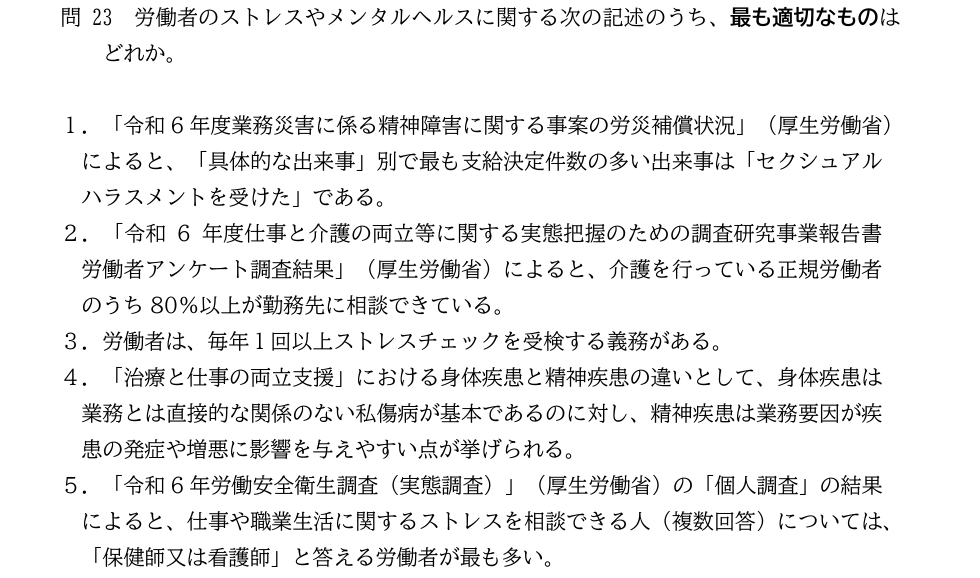 問 23　労働者のストレスやメンタルヘルスに関する次の記述のうち、最も適切なものは
どれか。
１．「令和６年度業務災害に係る精神障害に関する事案の労災補償状況」（厚生労働省）
によると、「具体的な出来事」別で最も支給決定件数の多い出来事は「セクシュアル
ハラスメントを受けた」である。
２．「令和 ６ 年度仕事と介護の両立等に関する実態把握のための調査研究事業報告書
労働者アンケート調査結果」（厚生労働省）によると、介護を行っている正規労働者
のうち 80％以上が勤務先に相談できている。
３．労働者は、毎年１回以上ストレスチェックを受検する義務がある。
４．「治療と仕事の両立支援」における身体疾患と精神疾患の違いとして、身体疾患は
業務とは直接的な関係のない私傷病が基本であるのに対し、精神疾患は業務要因が疾
患の発症や増悪に影響を与えやすい点が挙げられる。
５．「令和６年労働安全衛生調査（実態調査）」（厚生労働省）の「個人調査」の結果
によると、仕事や職業生活に関するストレスを相談できる人（複数回答）については、
「保健師又は看護師」と答える労働者が最も多い。